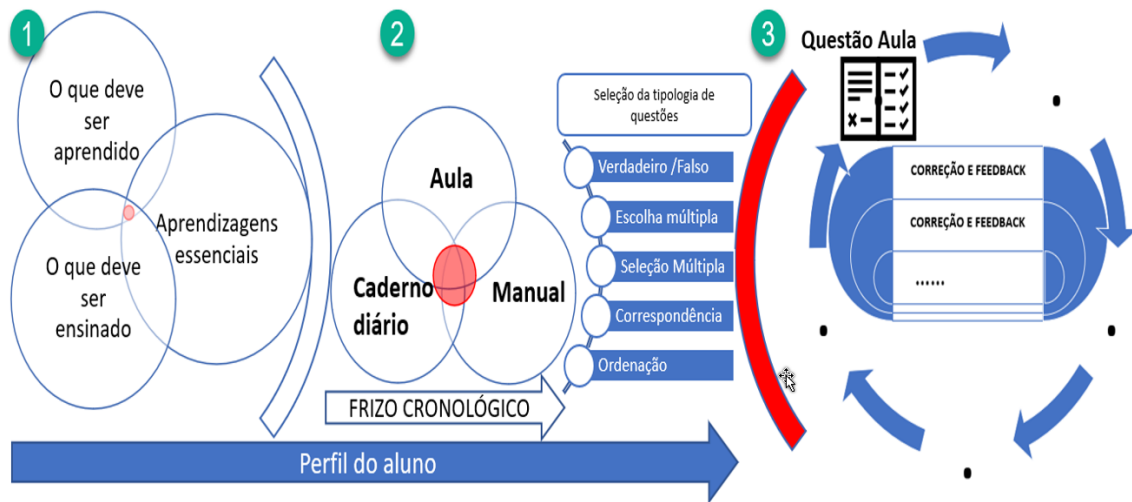 1
O que deve
ser
aprendido
O que deve
ser
ensinado
Aprendizagens
essenciais
2
Aula
Caderno
diário
Manual
FRIZO CRONOLÓGICO
Seleção da tipologia de
questões
Verdadeiro /Falso
Escolha múltipla
Seleção Múltipla
Correspondência
Ordenação
Perfil do aluno
3
Questão Aula
CORREÇÃO E FEEDBACK
CORREÇÃO E FEEDBACK
......